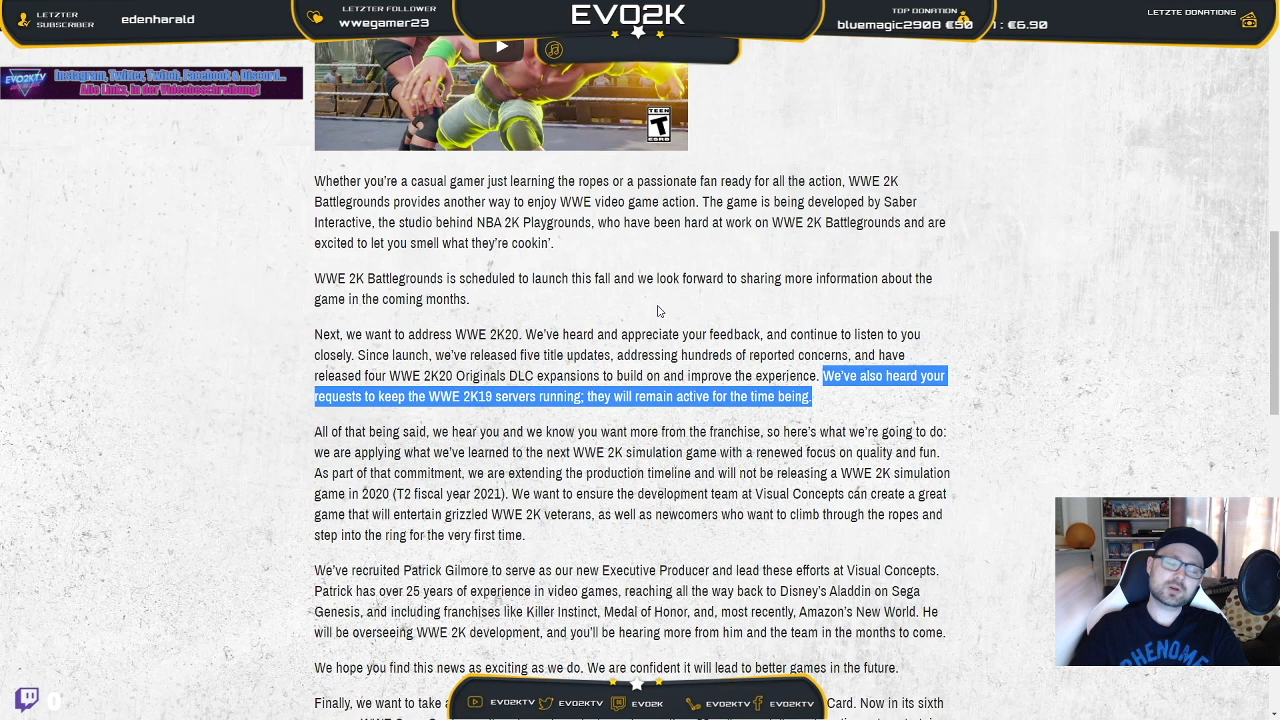 LETZTER
SUBSCRIBER
edenharald
LETZTER FOLLOWER
wwegamer23
EVO2K
TOP DONATION
bluemagic2908 €50
1 : €6.90
LETZTE DONATIONS
EVO2KTV
Instagram, Twitter, Twitch, Facebook & Discord...
Alle Links, in der Videobeschreibung!
TEEN
T
ESRB
Whether you’re a casual gamer just learning the ropes or a passionate fan ready for all the action, WWE 2K
Battlegrounds provides another way to enjoy WWE video game action. The game is being developed by Saber
Interactive, the studio behind NBA 2K Playgrounds, who have been hard at work on WWE 2K Battlegrounds and are
excited to let you smell what they’re cookin’.
WWE 2K Battlegrounds is scheduled to launch this fall and we look forward to sharing more information about the
game in the coming months.
Next, we want to address WWE 2K20. We’ve heard and appreciate your feedback, and continue to listen to you
closely. Since launch, we’ve released five title updates, addressing hundreds of reported concerns, and have
released four WWE 2K20 Originals DLC expansions to build on and improve the experience. We’ve also heard your
requests to keep the WWE 2K19 servers running; they will remain active for the time being.
All of that being said, we hear you and we know you want more from the franchise, so here’s what we’re going to do:
we are applying what we’ve learned to the next WWE 2K simulation game with a renewed focus on quality and fun.
As part of that commitment, we are extending the production timeline and will not be releasing a WWE 2K simulation
game in 2020 (T2 fiscal year 2021). We want to ensure the development team at Visual Concepts can create a great
game that will entertain grizzled WWE 2K veterans, as well as newcomers who want to climb through the ropes and
step into the ring for the very first time.
We’ve recruited Patrick Gilmore to serve as our new Executive Producer and lead these efforts at Visual Concepts.
Patrick has over 25 years of experience in video games, reaching all the way back to Disney’s Aladdin on Sega
Genesis, and including franchises like Killer Instinct, Medal of Honor, and, most recently, Amazon’s New World. He
will be overseeing WWE 2K development, and you’ll be hearing more from him and the team in the months to come.
We hope you find this news as exciting as we do. We are confident it will lead to better games in the future.
Finally, we want to take a
Card. Now in its sixth
PHENOM
0
EVO2KTV
EVO2KTV
EVO2K
EVO2KTV
EVO2KTV